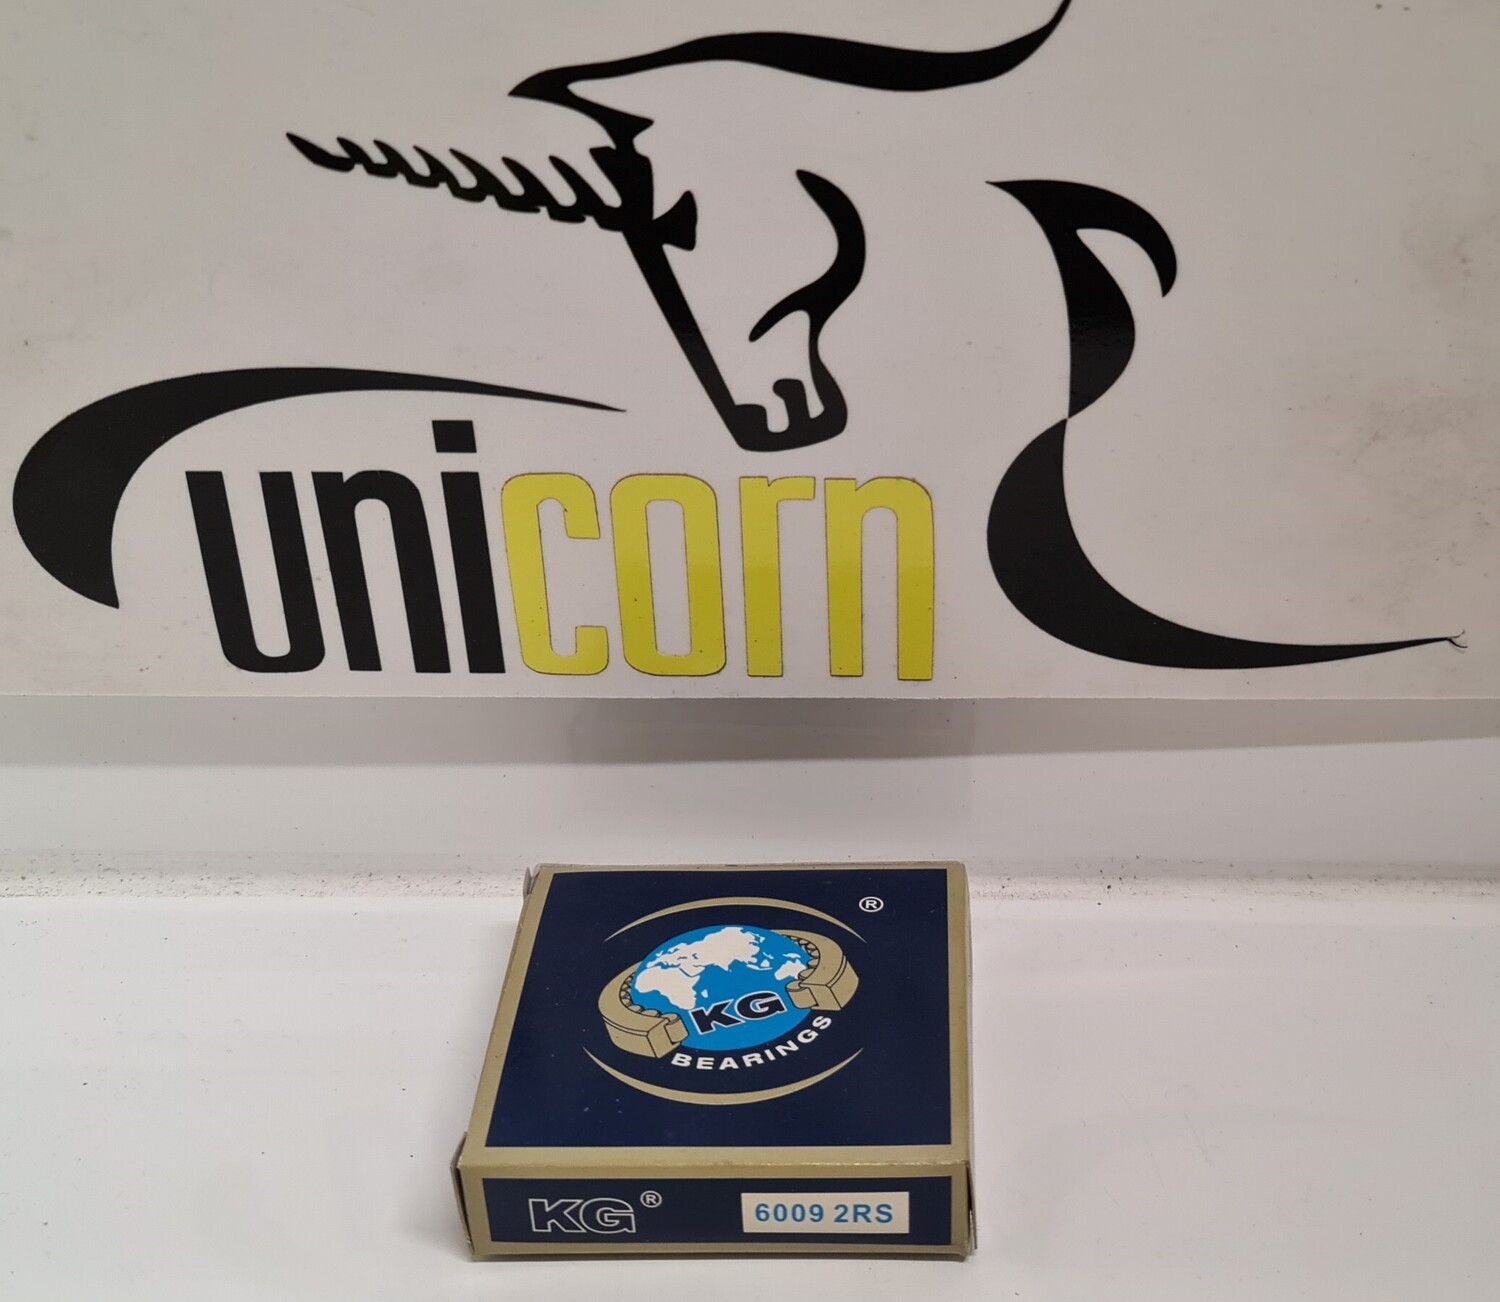 unicorn
®
KG
BEARINGS
KG®
6009 2RS